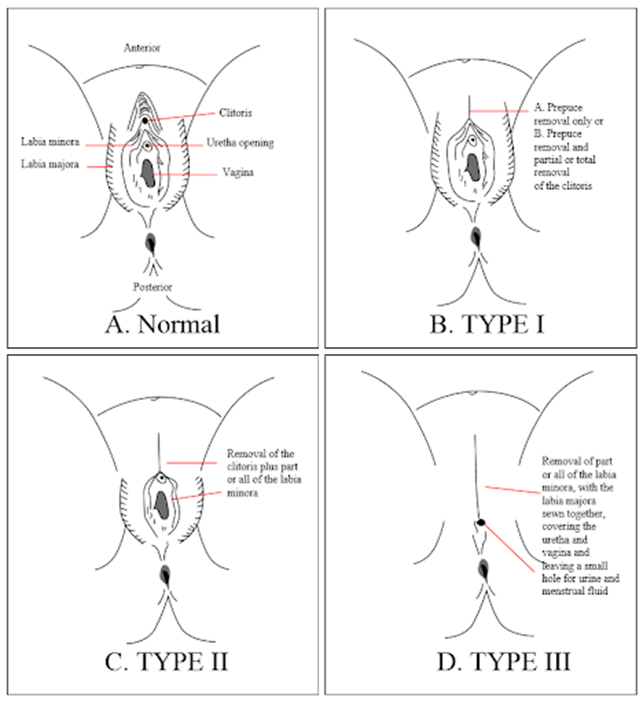 Anterior
Clitoris
Labia minora
Uretha opening
Labia majora
Vagina
Posterior
A. Normal
A. Prepuce
removal only or
B. Prepuce
removal and
partial or total
removal
of the clitoris
B. TYPE I
Removal of the
clitoris plus part
or all of the labia
minora
C. TYPE II
Removal of part
or all of the labia
minora, with the
labia majora
sewn together,
covering the
uretha and
vagina and
leaving a small
hole for urine and
menstrual fluid
D. TYPE III